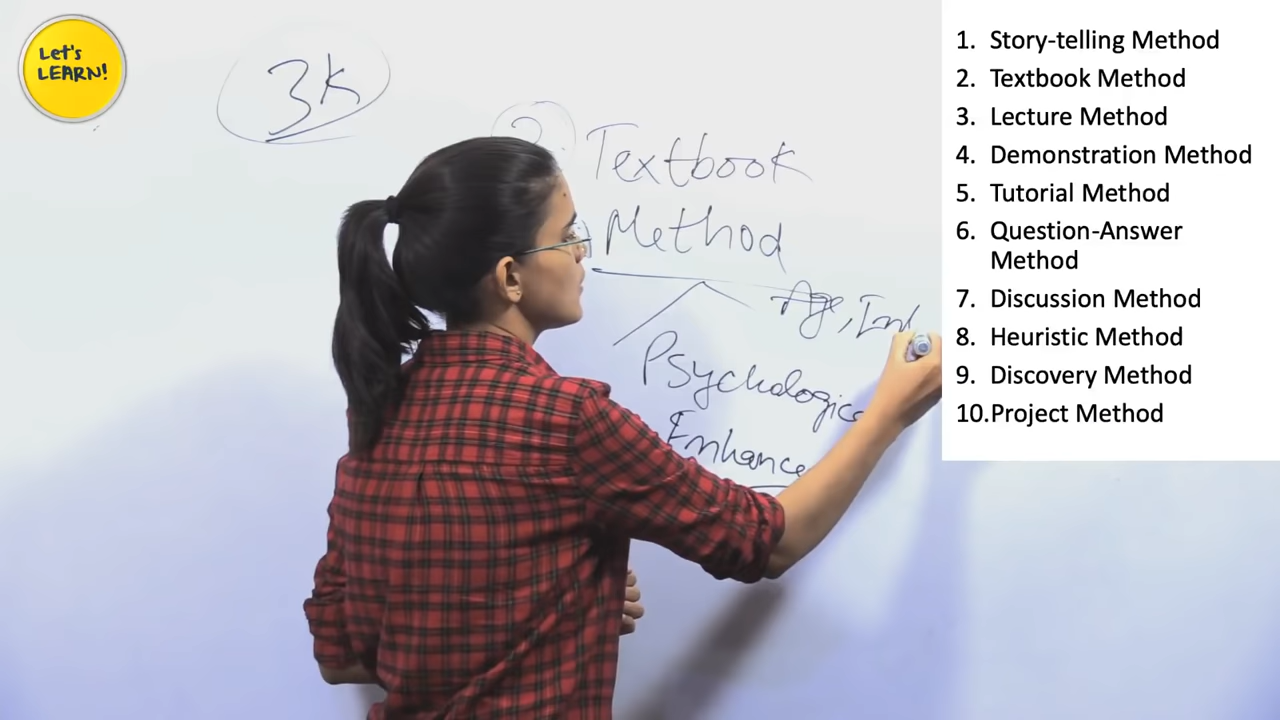 Let's
LEARN!
3k
2
Textbook
Method
Age,
Psychologica
Enhance
1. Story-telling Method
2. Textbook Method
3. Lecture Method
4. Demonstration Method
5. Tutorial Method
6. Question-Answer
Method
7. Discussion Method
8. Heuristic Method
9. Discovery Method
10.Project Method